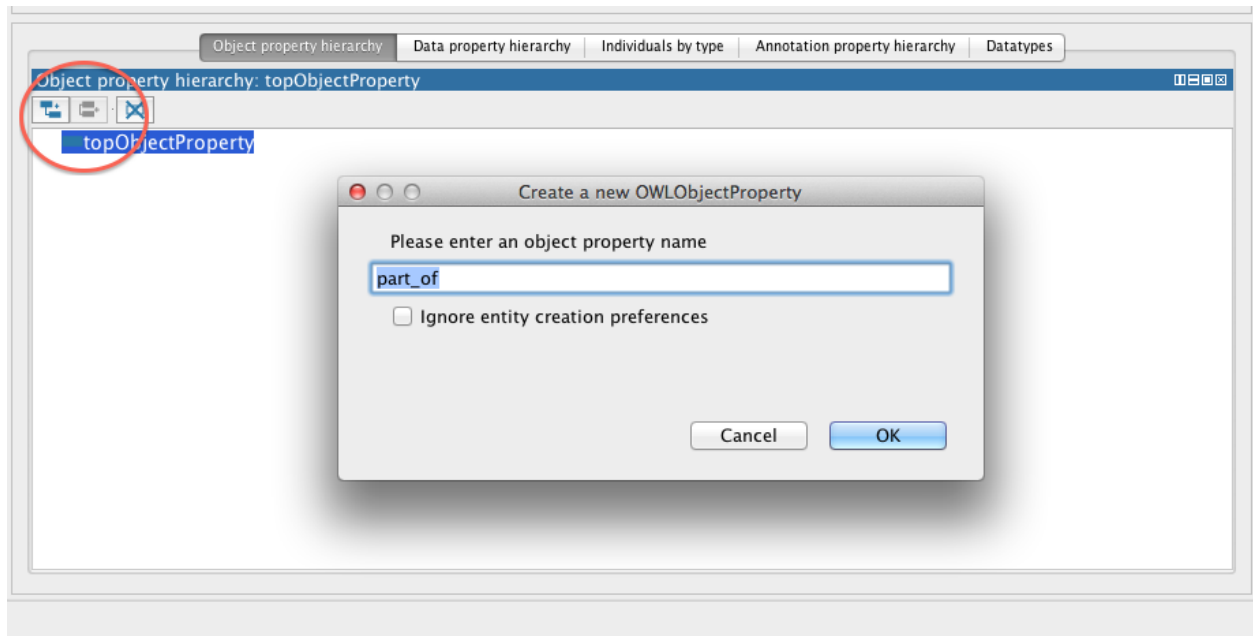 Object property hierarchy Data property hierarchy Individuals by type Annotation property hierarchy Datatypes
Object property hierarchy: topObjectProperty
topObjectProperty
Create a new OWLObjectProperty
Please enter an object property name
part_of
Ignore entity creation preferences
Cancel OK